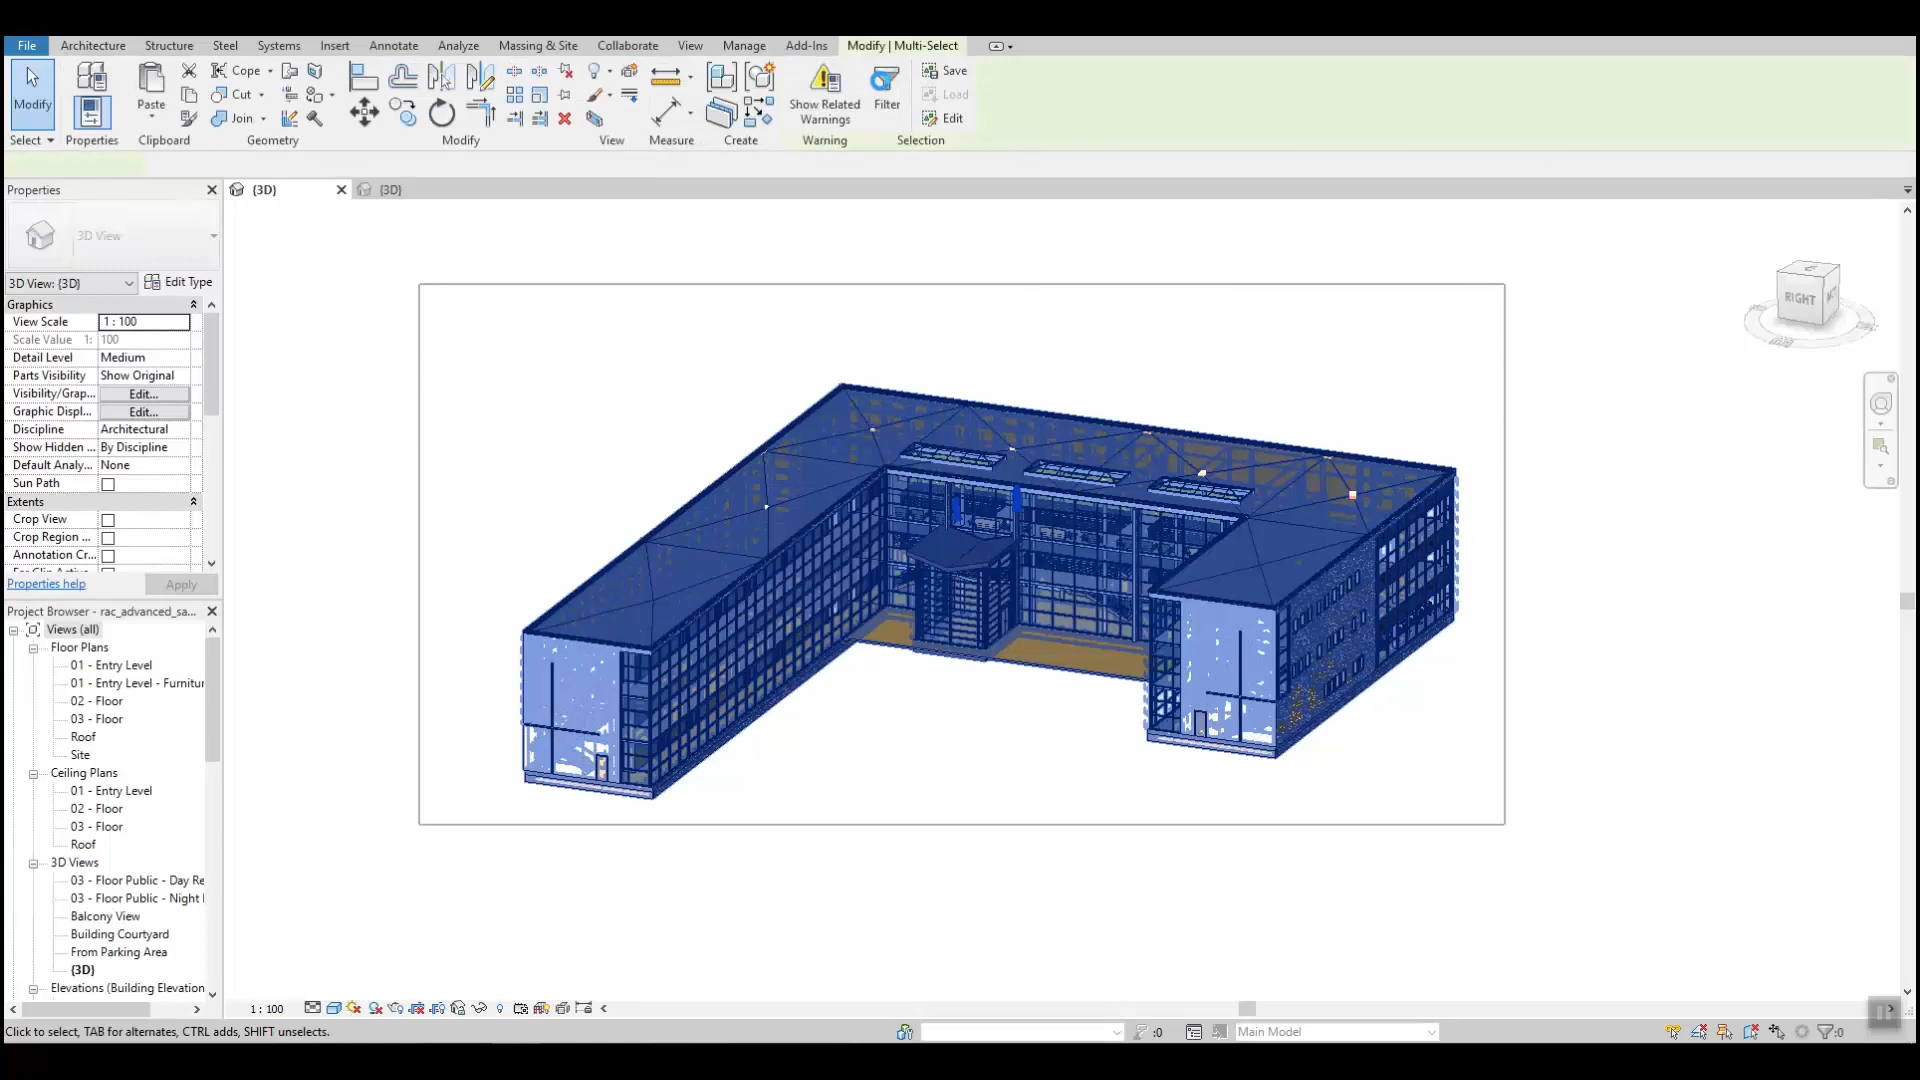 File Architecture Structure Steel Systems Insert Annotate Analyze Massing & Site Collaborate View Manage Add-Ins Modify | Multi-Select
Modify
Paste
Cope
Cut
Join
Show Related
Warnings
Filter
Save
Load
Edit
Select Properties Clipboard Geometry Modify View Measure Create Warning Selection
Properties
{3D}
{3D}
3D View
3D View: {3D} Edit Type
Graphics
View Scale 1 : 100
Scale Value 1: 100
Detail Level Medium
Parts Visibility Show Original
Visibility/Grap... Edit...
Graphic Displ... Edit...
Discipline Architectural
Show Hidden ... By Discipline
Default Analy... None
Sun Path
Extents
Crop View
Crop Region ...
Annotation Cr...
Properties help Apply
Project Browser - rac_advanced_sa...
Views (all)
Floor Plans
01 - Entry Level
01 - Entry Level - Furnitur
02 - Floor
03 - Floor
Roof
Site
Ceiling Plans
01 - Entry Level
02 - Floor
03 - Floor
Roof
3D Views
03 - Floor Public - Day Re
03 - Floor Public - Night
Balcony View
Building Courtyard
From Parking Area
{3D}
Elevations (Building Elevation
RIGHT
1 : 100
Click to select, TAB for alternates, CTRL adds, SHIFT unselects.
:0
Main Model
:0